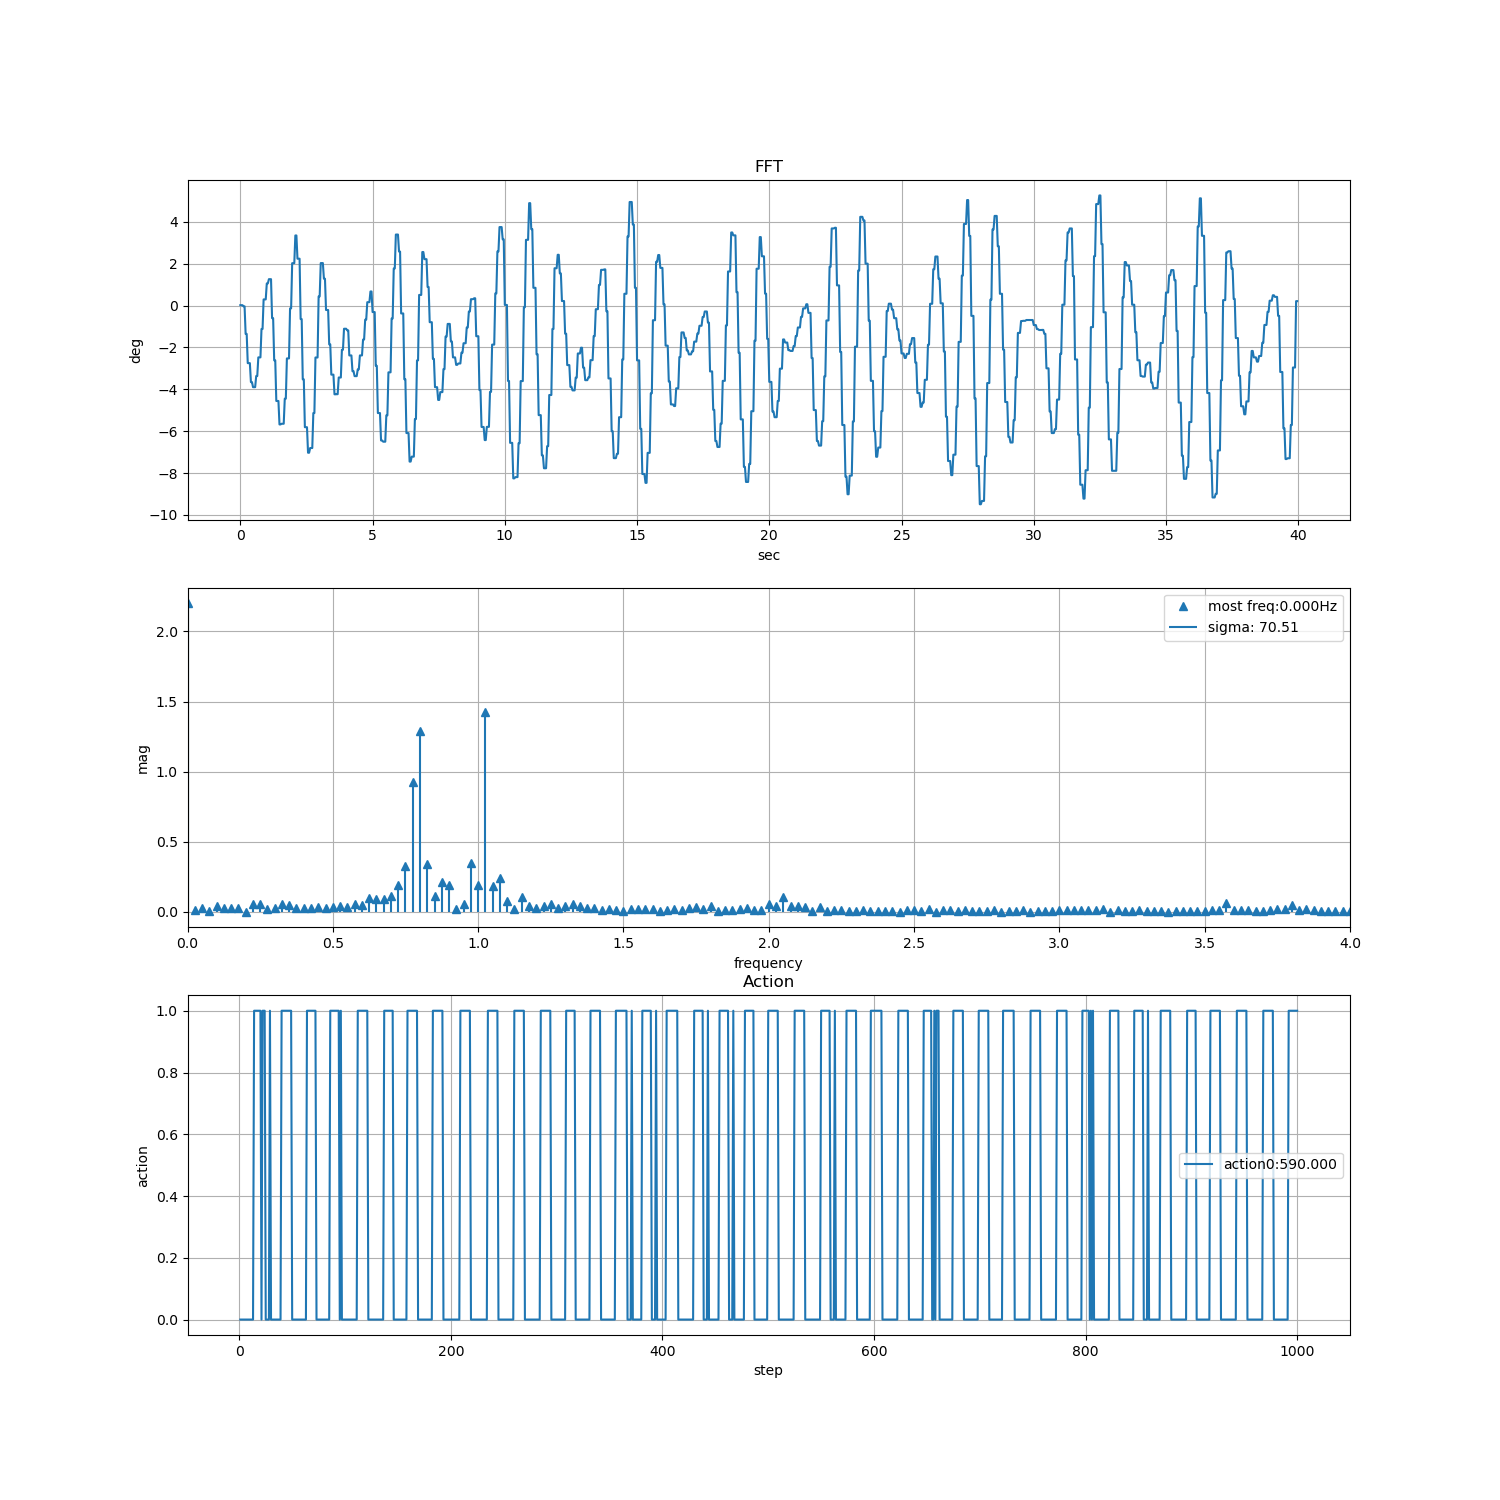 FFT
4
2
0
−2
−4
−6
−8
−10
deg
0 5 10 15 20 25 30 35 40
sec
2.0
1.5
1.0
0.5
0.0
mag
most freq:0.000Hz
sigma: 70.51
0.0 0.5 1.0 1.5 2.0 2.5 3.0 3.5 4.0
frequency
Action
1.0
0.8
0.6
0.4
0.2
0.0
action
action0:590.000
0 200 400 600 800 1000
step